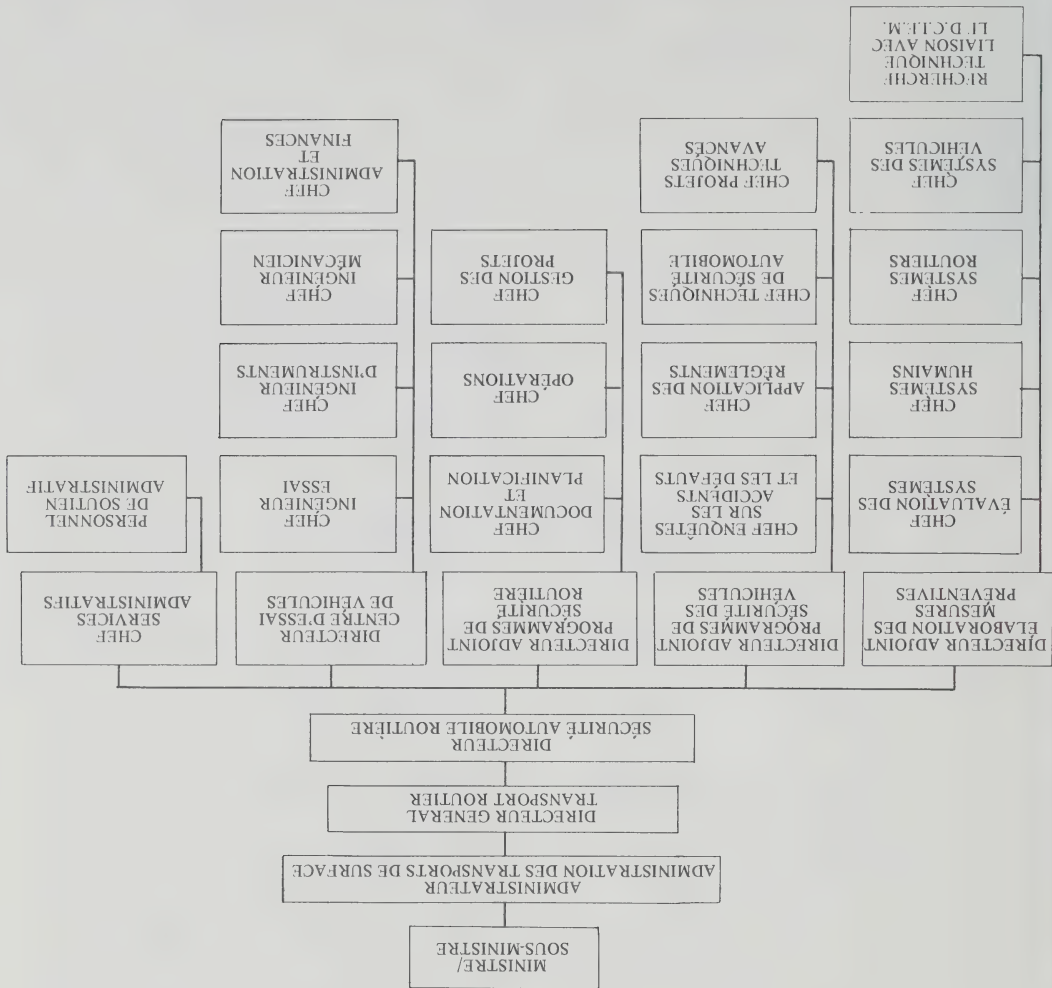 MINISTRE/
SOUS-MINISTRE
ADMINISTRATEUR
ADMINISTRATION DES TRANSPORTS DE SURFACE
DIRECTEUR GENERAL
TRANSPORT ROUTIER
DIRECTEUR
SÉCURITÉ AUTOMOBILE ROUTIÈRE
DIRECTEUR ADJOINT
ÉLABORATION DES
MESURES
PRÉVENTIVES
CHEF
ÉVALUATION DES
SYSTÈMES
CHEF
SYSTÈMES
HUMAINS
CHEF
SYSTÈMES
ROUTIERS
CHEF
SYSTÈMES DES
VÉHICULES
RECHERCHE
TECHNIQUE
LIAISON AVEC
LE D.C.I.E.M.
DIRECTEUR ADJOINT
PROGRAMMES DE
SÉCURITÉ DES
VÉHICULES
CHEF ENQUÊTES
SUR LES
ACCIDENTS
ET LES DÉFAUTS
CHEF
APPLICATION DES
RÈGLEMENTS
CHEF TECHNIQUES
DE SÉCURITÉ
AUTOMOBILE
CHEF PROJETS
TECHNIQUES
AVANCÉS
DIRECTEUR ADJOINT
PROGRAMMES DE
SÉCURITÉ
ROUTIÈRE
CHEF
DOCUMENTATION
ET
PLANIFICATION
CHEF
OPÉRATIONS
CHEF
GESTION DES
PROJETS
DIRECTEUR
CENTRE D'ESSAI
DE VÉHICULES
CHEF
INGÉNIEUR
ESSAI
CHEF
INGÉNIEUR
D'INSTRUMENTS
CHEF
INGÉNIEUR
MÉCANICIEN
CHEF
ADMINISTRATION
ET
FINANCES
CHEF
SERVICES
ADMINISTRATIFS
PERSONNEL
DE SOUTIEN
ADMINISTRATIF